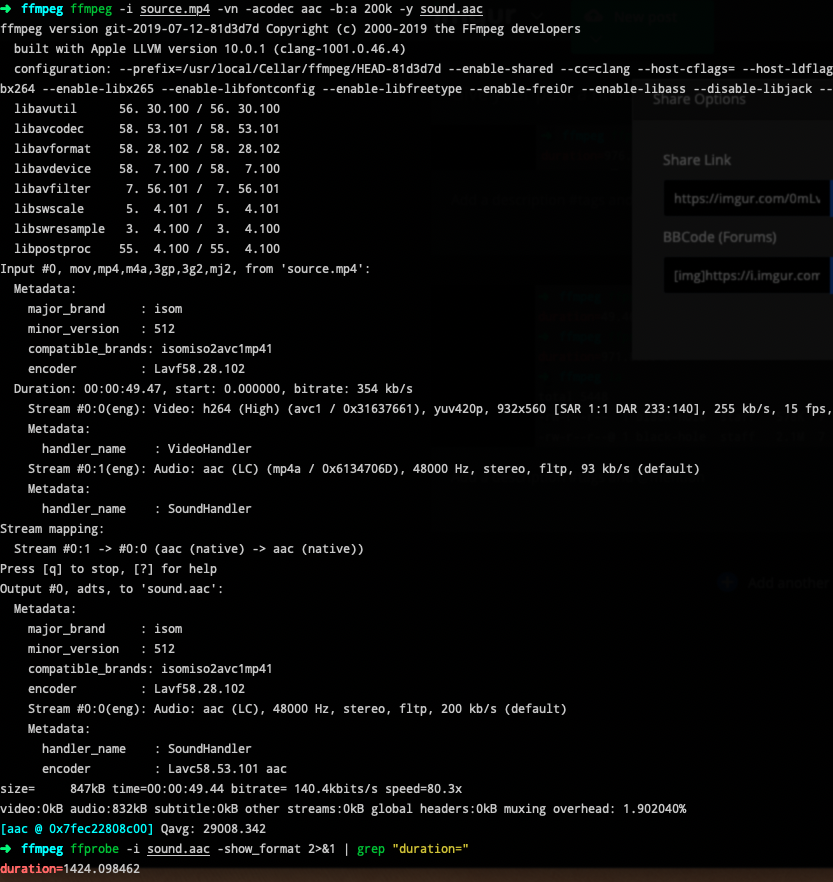 ➜ ffmpeg ffmpeg -i source.mp4 -vn -acodec aac -b:a 200k -y sound.aac
ffmpeg version git-2019-07-12-81d3d7d Copyright (c) 2000-2019 the FFmpeg developers
  built with Apple LLVM version 10.0.1 (clang-1001.0.46.4)
  configuration: --prefix=/usr/local/Cellar/ffmpeg/HEAD-81d3d7d --enable-shared --cc=clang --host-cflags= --host-ldflag
bx264 --enable-libx265 --enable-libfontconfig --enable-libfreetype --enable-frei0r --enable-libass --disable-libjack --
  libavutil      56. 30.100 / 56. 30.100
  libavcodec     58. 53.101 / 58. 53.101
  libavformat    58. 28.102 / 58. 28.102
  libavdevice    58.  7.100 / 58.  7.100
  libavfilter     7. 56.101 /  7. 56.101
  libswscale      5.  4.101 /  5.  4.101
  libswresample   3.  4.100 /  3.  4.100
  libpostproc    55.  4.100 / 55.  4.100
Input #0, mov,mp4,m4a,3gp,3g2,mj2, from 'source.mp4':
  Metadata:
    major_brand     : isom
    minor_version   : 512
    compatible_brands: isomiso2avc1mp41
    encoder         : Lavf58.28.102
  Duration: 00:00:49.47, start: 0.000000, bitrate: 354 kb/s
    Stream #0:0(eng): Video: h264 (High) (avc1 / 0x31637661), yuv420p, 932x560 [SAR 1:1 DAR 233:140], 255 kb/s, 15 fps,
    Metadata:
      handler_name    : VideoHandler
    Stream #0:1(eng): Audio: aac (LC) (mp4a / 0x6134706D), 48000 Hz, stereo, fltp, 93 kb/s (default)
    Metadata:
      handler_name    : SoundHandler
Stream mapping:
  Stream #0:1 -> #0:0 (aac (native) -> aac (native))
Press [q] to stop, [?] for help
Output #0, adts, to 'sound.aac':
  Metadata:
    major_brand     : isom
    minor_version   : 512
    compatible_brands: isomiso2avc1mp41
    encoder         : Lavf58.28.102
    Stream #0:0(eng): Audio: aac (LC), 48000 Hz, stereo, fltp, 200 kb/s (default)
    Metadata:
      handler_name    : SoundHandler
      encoder         : Lavc58.53.101 aac
size=     847kB time=00:00:49.44 bitrate= 140.4kbits/s speed=80.3x
video:0kB audio:832kB subtitle:0kB other streams:0kB global headers:0kB muxing overhead: 1.902040%
[aac @ 0x7fec22808c00] Qavg: 29008.342
➜ ffmpeg ffprobe -i sound.aac -show_format 2>&1 | grep "duration="
duration=1424.098462
Share Options
Share Link
https://imgur.com/0mLv
BBCode (Forums)
[img]https://i.imgur.com
Add another